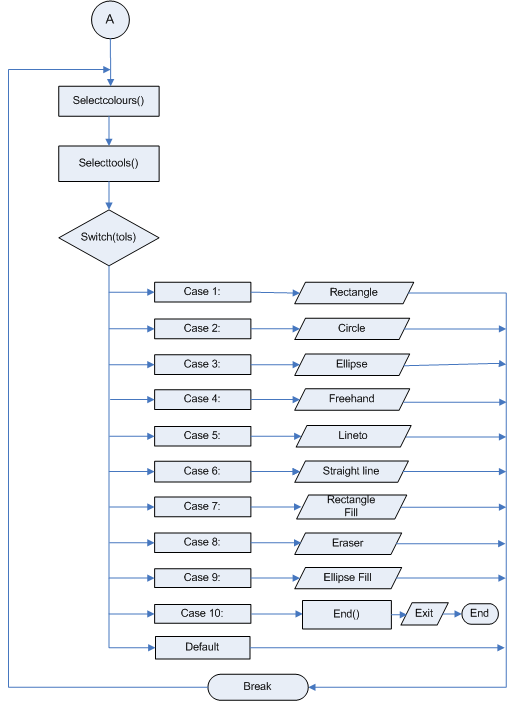 A
Selectcolours()
Selecttools()
Switch(tols)
Case 1: Rectangle
Case 2: Circle
Case 3: Ellipse
Case 4: Freehand
Case 5: Lineto
Case 6: Straight line
Case 7: Rectangle
Fill
Case 8: Eraser
Case 9: Ellipse Fill
Case 10: End() Exit End
Default
Break